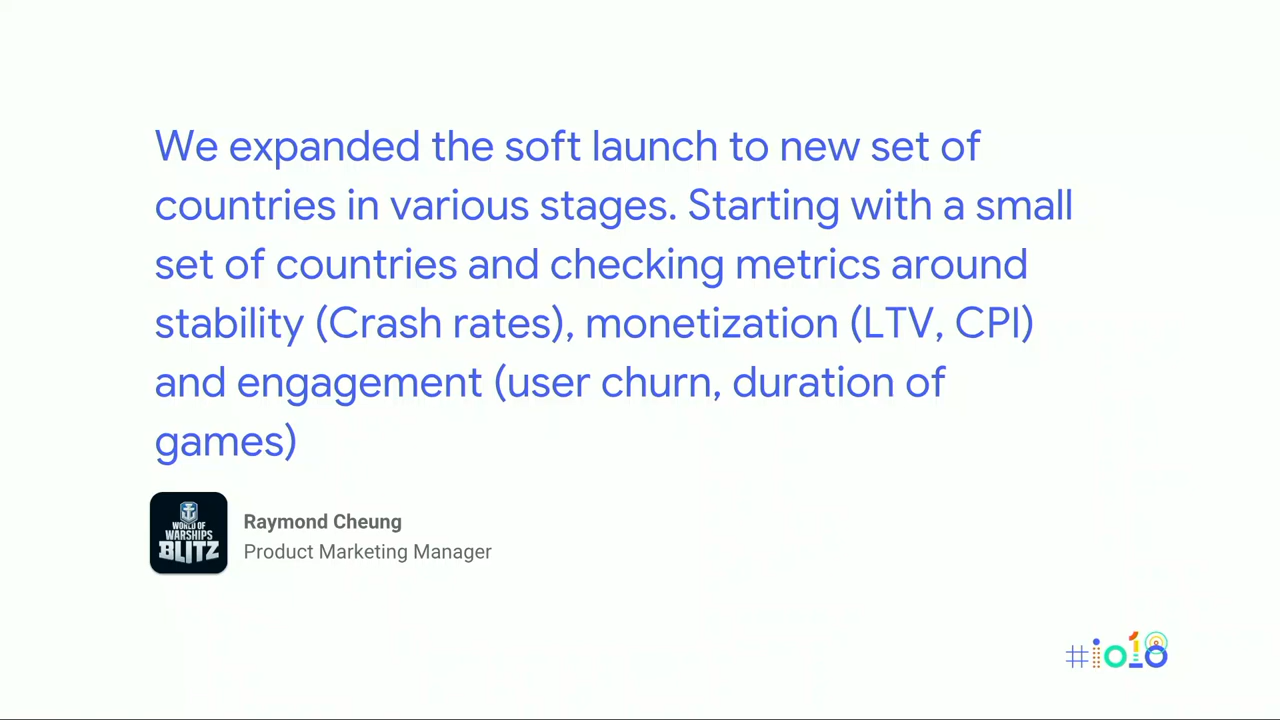 We expanded the soft launch to new set of
countries in various stages. Starting with a small
set of countries and checking metrics around
stability (Crash rates), monetization (LTV, CPI)
and engagement (user churn, duration of
games)
WORLD OF
WARSHIPS
BLITZ
Raymond Cheung
Product Marketing Manager
#io18